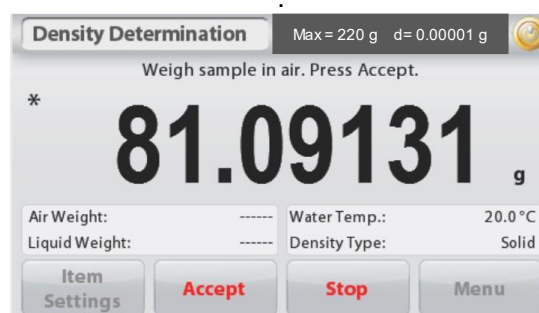 Density Determination Max = 220 g d= 0.00001 g
Weigh sample in air. Press Accept.
* 81.09131 g
Air Weight: ------ Water Temp.: 20.0 °C
Liquid Weight: ------ Density Type: Solid
Item Settings Accept Stop Menu